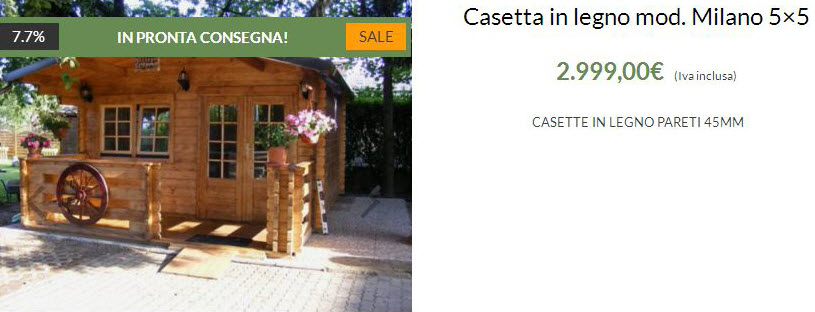 7.7%
IN PRONTA CONSEGNA!
SALE
Casetta in legno mod. Milano 5×5
2.999,00€ (Iva inclusa)
CASETTE IN LEGNO PARETI 45MM